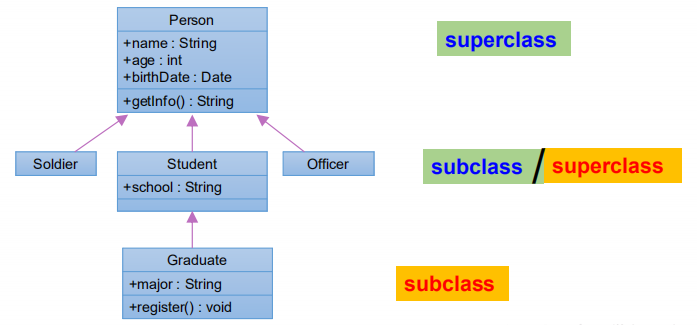 Person
+name : String
+age : int
+birthDate : Date
+getInfo() : String
superclass
Soldier
Student
+school : String
Officer
subclass / superclass
Graduate
+major : String
+register() : void
subclass